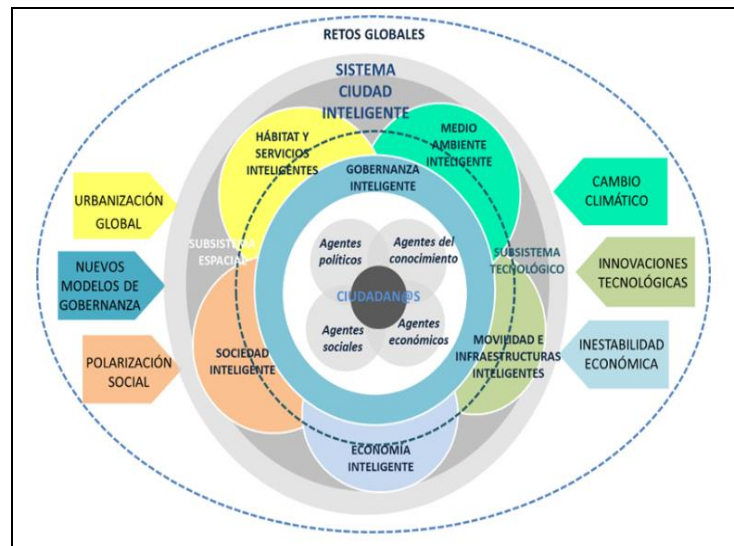 RETOS GLOBALES
SISTEMA
CIUDAD
INTELIGENTE
HÁBITAT Y
SERVICIOS
INTELIGENTES
MEDIO
AMBIENTE
INTELIGENTE
GOBERNANZA
INTELIGENTE
URBANIZACIÓN
GLOBAL
CAMBIO
CLIMÁTICO
SUBSISTEMA
ESPACIAL
Agentes
políticos
Agentes del
conocimiento
SUBSISTEMA
TECNOLÓGICO
NUEVOS
MODELOS DE
GOBERNANZA
INNOVACIONES
TECNOLÓGICAS
CIUDADAN@S
Agentes
sociales
Agentes
económicos
POLARIZACIÓN
SOCIAL
SOCIEDAD
INTELIGENTE
MOVILIDAD E
INFRAESTRUCTURAS
INTELIGENTES
INESTABILIDAD
ECONÓMICA
ECONOMÍA
INTELIGENTE